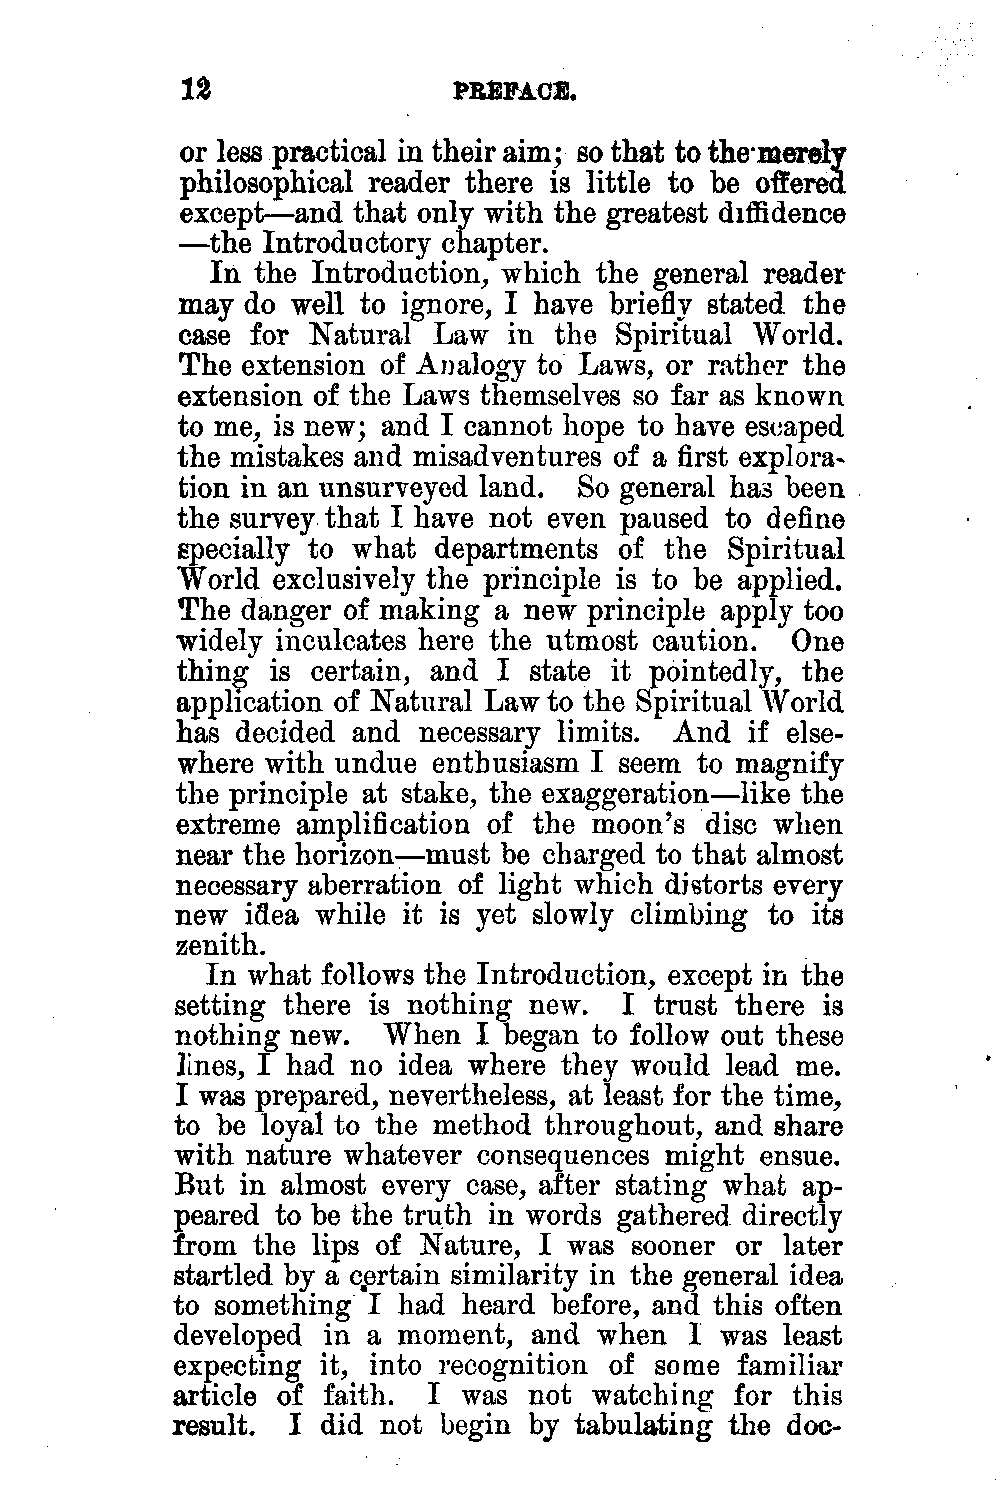 12 PREFACE.
or less practical in their aim; so that to the merely
philosophical reader there is little to be offered
except—and that only with the greatest diffidence
—the Introductory chapter.
In the Introduction, which the general reader
may do well to ignore, I have briefly stated the
case for Natural Law in the Spiritual World.
The extension of Analogy to Laws, or rather the
extension of the Laws themselves so far as known
to me, is new; and I cannot hope to have escaped
the mistakes and misadventures of a first explora-
tion in an unsurveyed land. So general has been
the survey that I have not even paused to define
specially to what departments of the Spiritual
World exclusively the principle is to be applied.
The danger of making a new principle apply too
widely inculcates here the utmost caution. One
thing is certain, and I state it pointedly, the
application of Natural Law to the Spiritual World
has decided and necessary limits. And if else-
where with undue enthusiasm I seem to magnify
the principle at stake, the exaggeration—like the
extreme amplification of the moon's disc when
near the horizon—must be charged to that almost
necessary aberration of light which distorts every
new idea while it is yet slowly climbing to its
zenith.
In what follows the Introduction, except in the
setting there is nothing new. I trust there is
nothing new. When I began to follow out these
lines, I had no idea where they would lead me.
I was prepared, nevertheless, at least for the time,
to be loyal to the method throughout, and share
with nature whatever consequences might ensue.
But in almost every case, after stating what ap-
peared to be the truth in words gathered directly
from the lips of Nature, I was sooner or later
startled by a certain similarity in the general idea
to something I had heard before, and this often
developed in a moment, and when I was least
expecting it, into recognition of some familiar
article of faith. I was not watching for this
result. I did not begin by tabulating the doc-